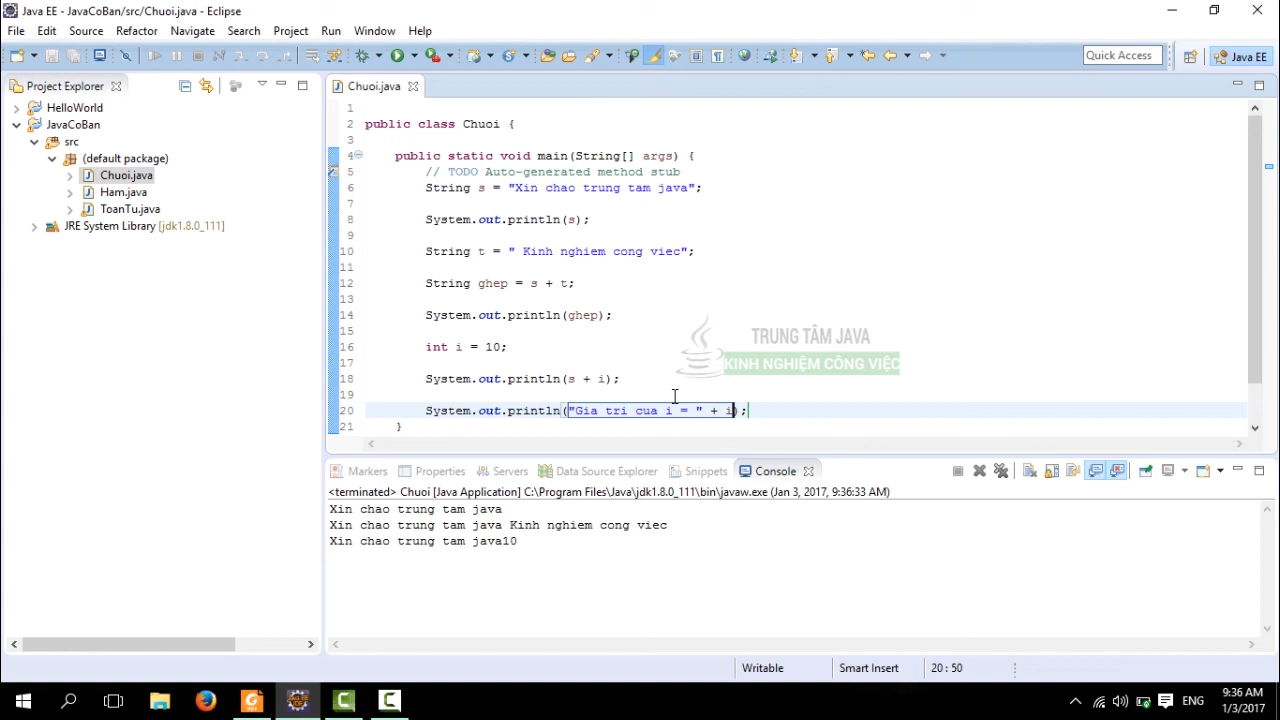 Java EE - JavaCoBan/src/Chuoi.java - Eclipse
File Edit Source Refactor Navigate Search Project Run Window Help
Quick Access
Java EE
Project Explorer
Chuoi.java
HelloWorld
JavaCoBan
src
(default package)
Chuoi.java
Ham.java
ToanTu.java
JRE System Library [jdk1.8.0_111]
1
2 public class Chuoi {
3
4 public static void main(String[] args) {
5 // TODO Auto-generated method stub
6 String s = "Xin chao trung tam java";
7
8 System.out.println(s);
9
10 String t = " Kinh nghiem cong viec";
11
12 String ghep = s + t;
13
14 System.out.println(ghep);
15
16 int i = 10;
17
18 System.out.println(s + i);
19
20 System.out.println("Gia tri cua i = " + i);
21 }
TRUNG TÂM JAVA
KINH NGHIỆM CÔNG VIỆC
Markers Properties Servers Data Source Explorer Snippets Console
<terminated> Chuoi [Java Application] C:\Program Files\Java\jdk1.8.0_111\bin\javaw.exe (Jan 3, 2017, 9:36:33 AM)
Xin chao trung tam java
Xin chao trung tam java Kinh nghiem cong viec
Xin chao trung tam java10
Writable Smart Insert 20 : 50
ENG
9:36 AM
1/3/2017